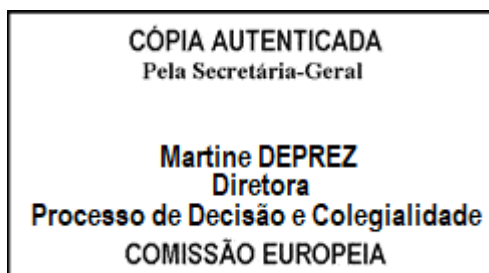 CÓPIA AUTENTICADA
Pela Secretária-Geral
Martine DEPREZ
Diretora
Processo de Decisão e Colegialidade
COMISSÃO EUROPEIA